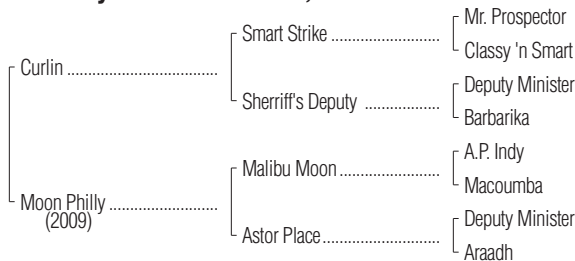 Mr. Prospector
Smart Strike ..........................
Classy 'n Smart
Curlin ....................................
Deputy Minister
Sherriff's Deputy ..................
Barbarika
A.P. Indy
Malibu Moon ........................
Macoumba
Moon Philly ..........................
(2009)
Deputy Minister
Astor Place ............................
Araadh